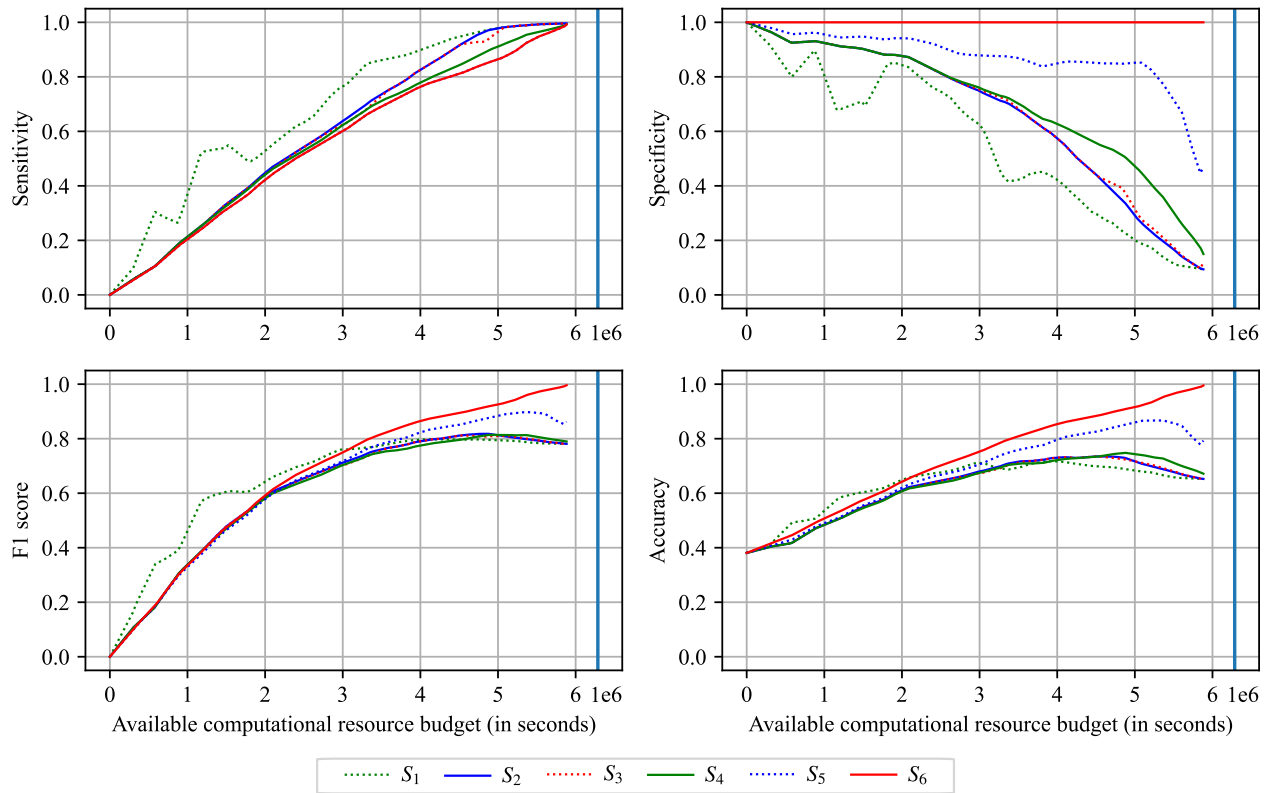 1.0
0.8
0.6
0.4
0.2
0.0
Sensitivity
0 1 2 3 4 5 6 1e6
1.0
0.8
0.6
0.4
0.2
0.0
Specificity
0 1 2 3 4 5 6 1e6
1.0
0.8
0.6
0.4
0.2
0.0
F1 score
0 1 2 3 4 5 6 1e6
Available computational resource budget (in seconds)
1.0
0.8
0.6
0.4
0.2
0.0
Accuracy
0 1 2 3 4 5 6 1e6
Available computational resource budget (in seconds)
S1 S2 S3 S4 S5 S6